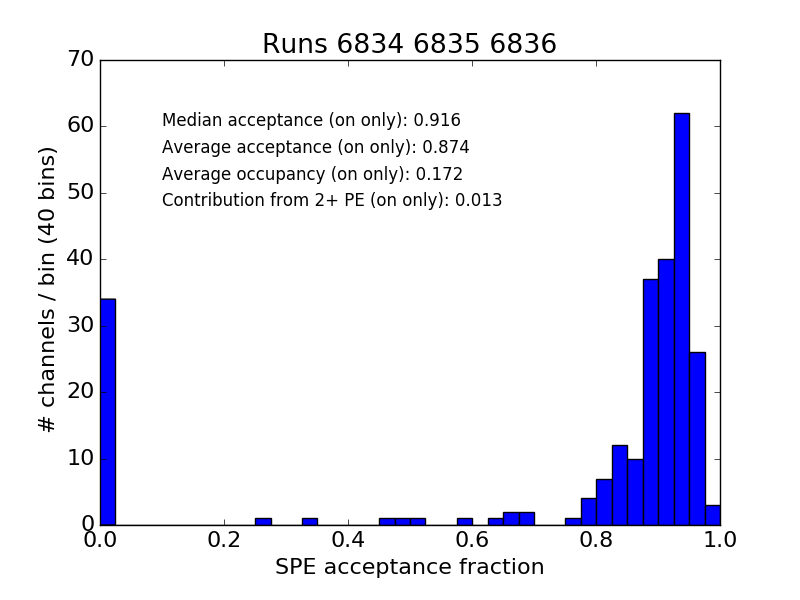 Runs 6834 6835 6836
70
60
50
40
30
20
10
0
# channels / bin (40 bins)
Median acceptance (on only): 0.916
Average acceptance (on only): 0.874
Average occupancy (on only): 0.172
Contribution from 2+ PE (on only): 0.013
0.0 0.2 0.4 0.6 0.8 1.0
SPE acceptance fraction